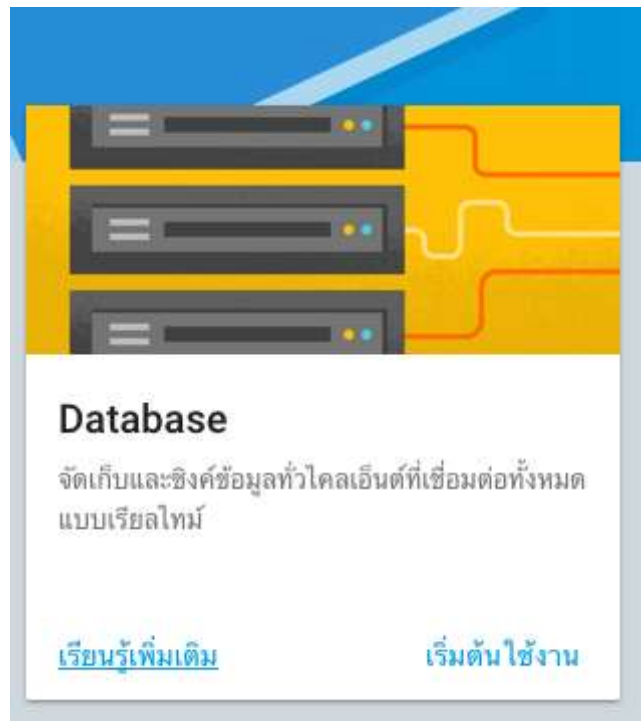 Database
จัดเก็บและซิงค์ข้อมูลทั่วไคลเอ็นต์ที่เชื่อมต่อทั้งหมด
แบบเรียลไทม์
เรียนรู้เพิ่มเติม เริ่มต้นใช้งาน